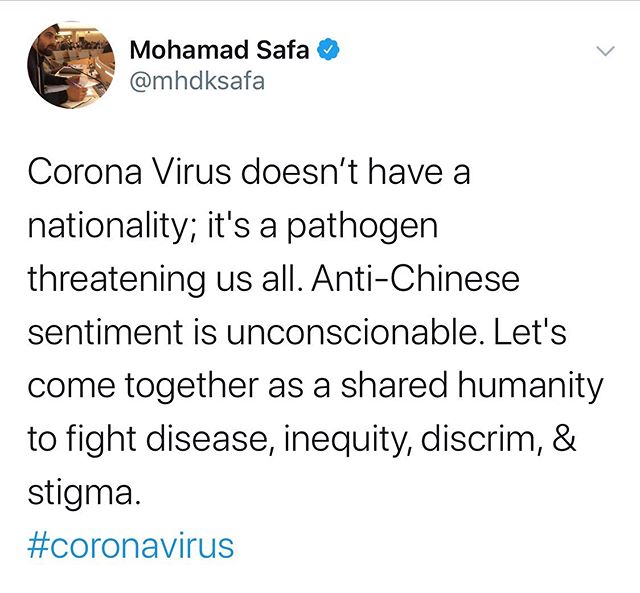 Mohamad Safa
@mhdksafa
Corona Virus doesn’t have a
nationality; it's a pathogen
threatening us all. Anti-Chinese
sentiment is unconscionable. Let's
come together as a shared humanity
to fight disease, inequity, discrim, &
stigma.
#coronavirus